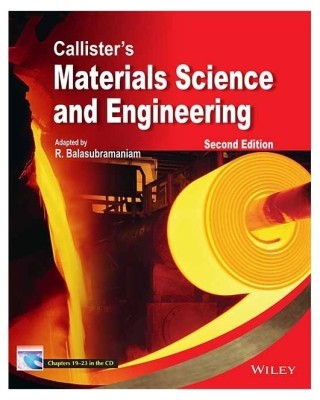 Callister's
Materials Science
and Engineering
Adapted by
R. Balasubramaniam
Second Edition
Chapters 19–23 in the CD
WILEY